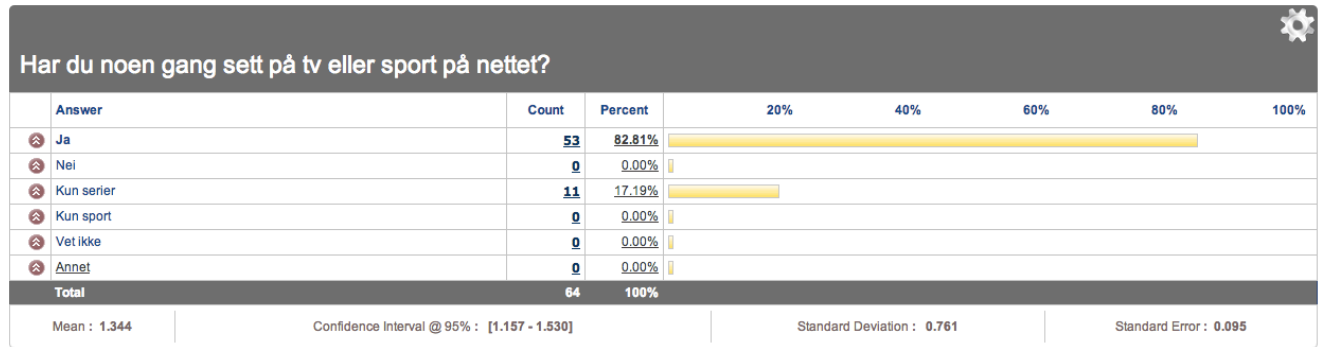 Har du noen gang sett på tv eller sport på nettet?
Answer Count Percent 20% 40% 60% 80% 100%
Ja 53 82.81%
Nei 0 0.00%
Kun serier 11 17.19%
Kun sport 0 0.00%
Vet ikke 0 0.00%
Annet 0 0.00%
Total 64 100%
Mean : 1.344 Confidence Interval @ 95% : [1.157 - 1.530] Standard Deviation : 0.761 Standard Error : 0.095